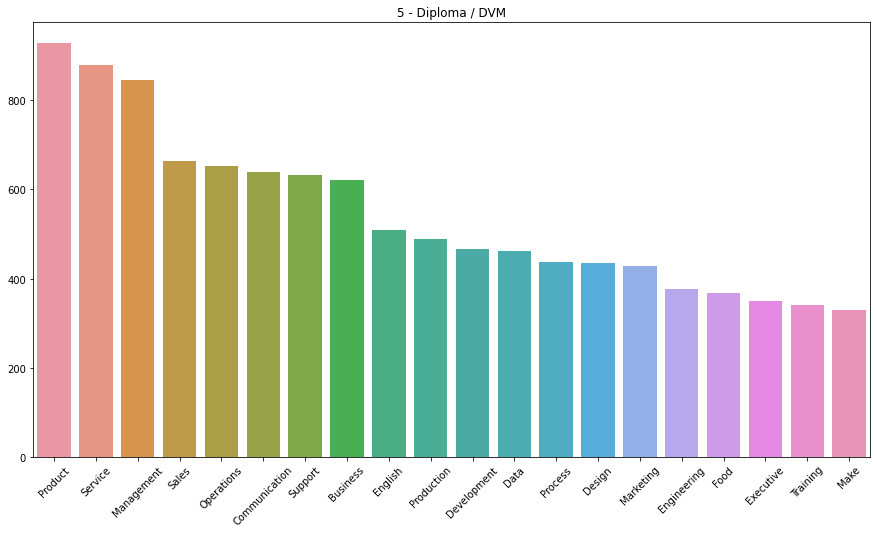 5 - Diploma / DVM
800
600
400
200
0
Product
Service
Management
Sales
Operations
Communication
Support
Business
English
Production
Development
Data
Process
Design
Marketing
Engineering
Food
Executive
Training
Make